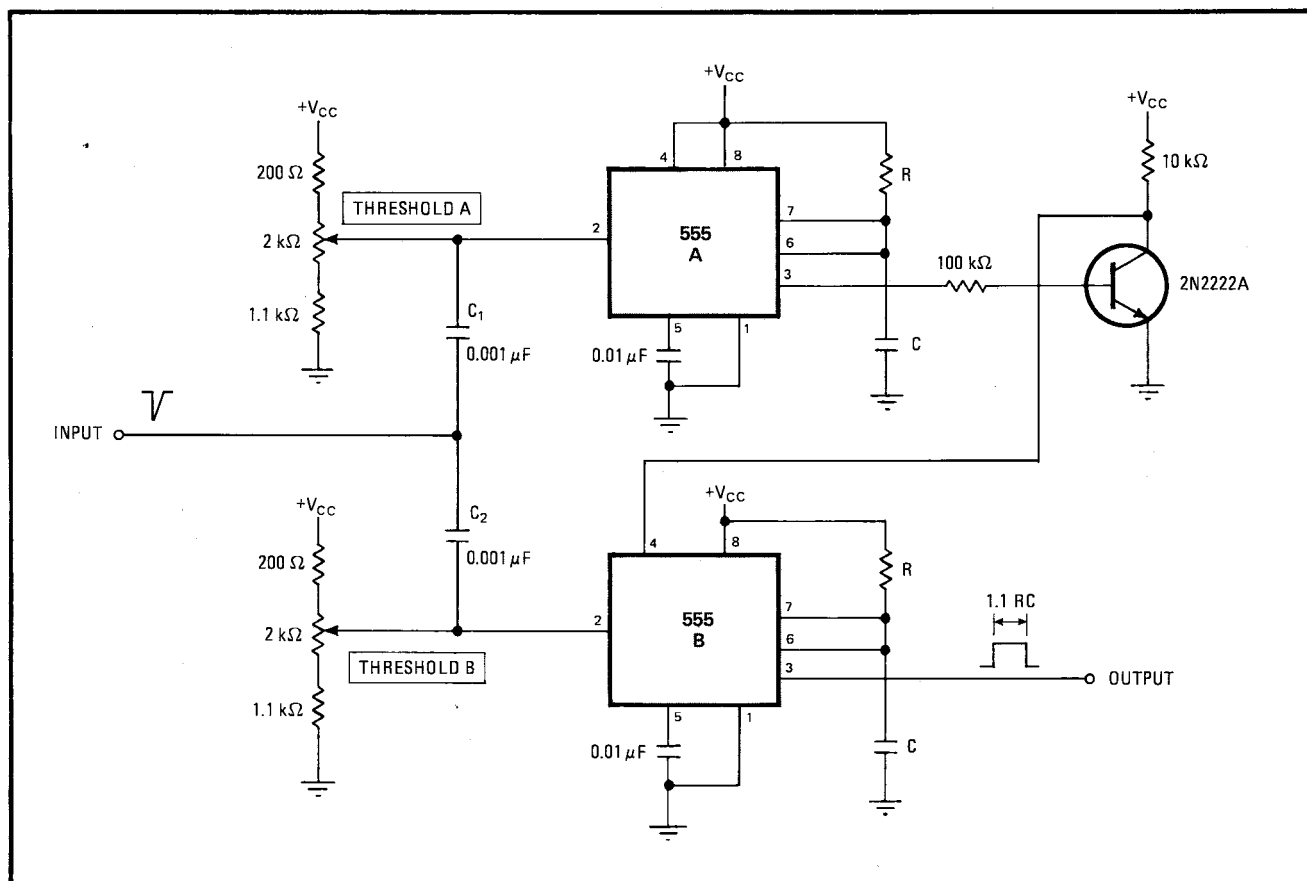 +VCC
+VCC
+VCC
200 Ω
4
8
R
10 kΩ
THRESHOLD A
2
7
2 kΩ
555
A
6
100 kΩ
2N2222A
3
1.1 kΩ
C1
0.001 μF
5
1
0.01 μF
C
INPUT
+VCC
+VCC
C2
4
8
0.001 μF
200 Ω
R
1.1 RC
2
7
2 kΩ
555
B
6
THRESHOLD B
3
OUTPUT
1.1 kΩ
5
1
0.01 μF
C